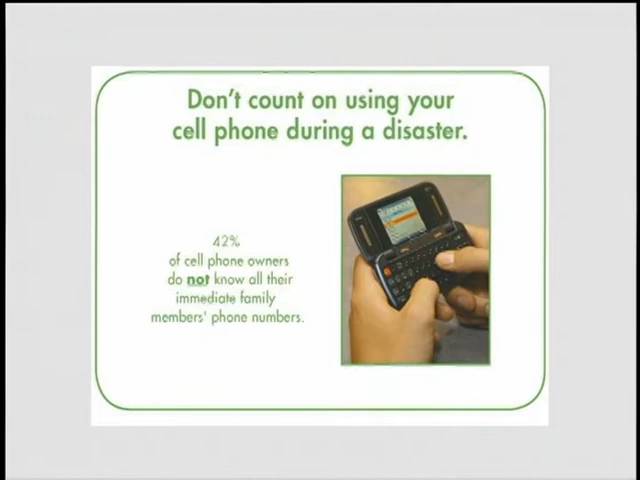 Don't count on using your
cell phone during a disaster.
42%
of cell phone owners
do not know all their
immediate family
members' phone numbers.